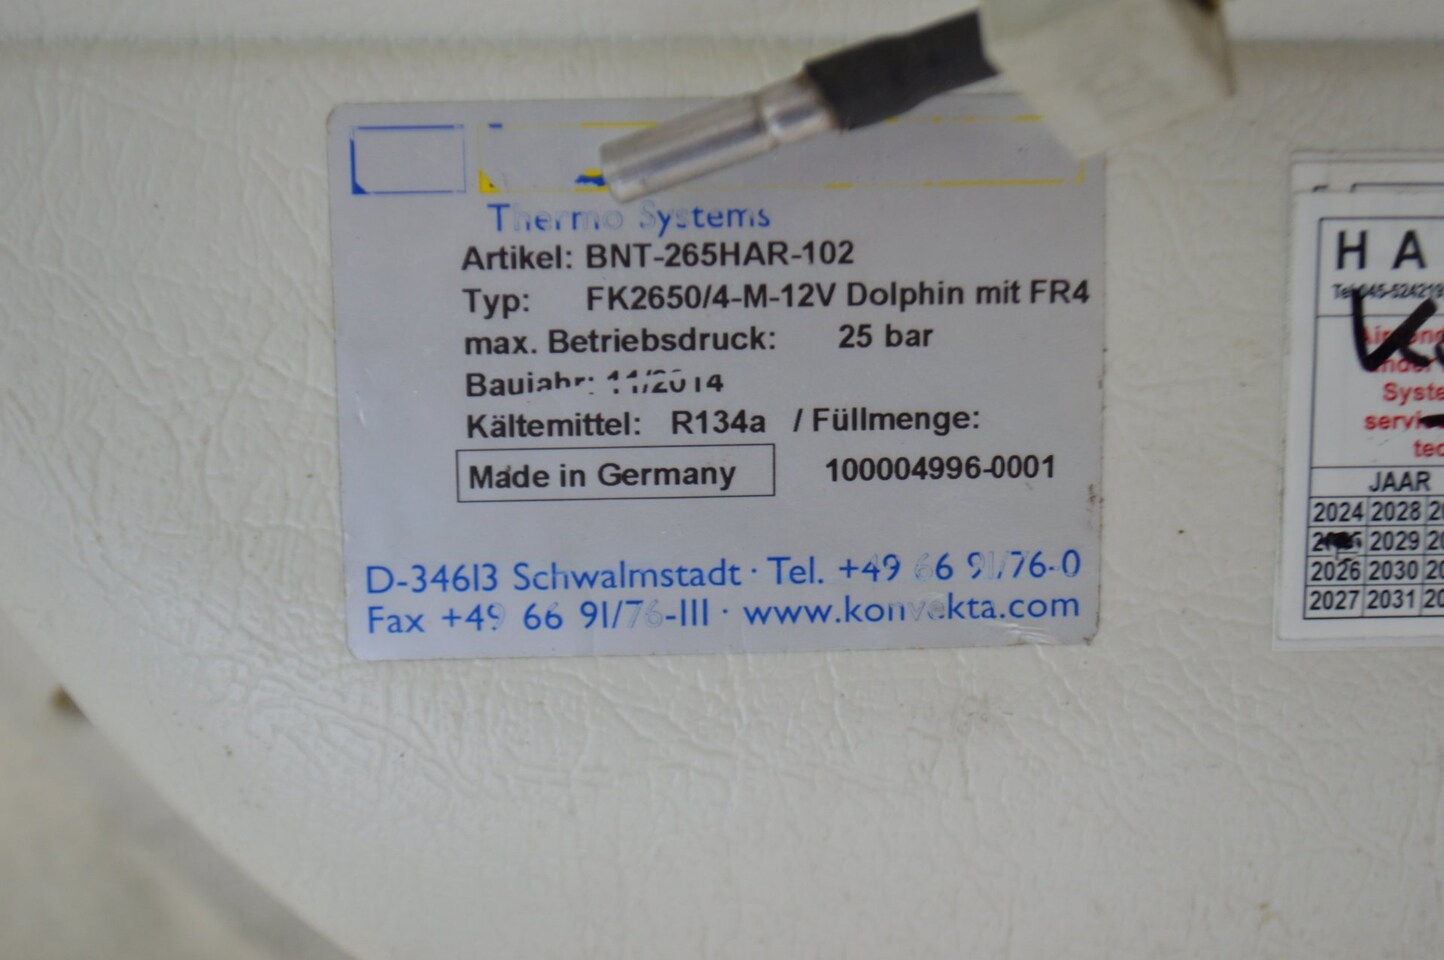 Thermo Systems
Artikel: BNT-265HAR-102
Typ: FK2650/4-M-12V Dolphin mit FR4
max. Betriebsdruck: 25 bar
Baujahr: 11/2014
Kältemittel: R134a / Füllmenge:
Made in Germany 100004996-0001
D-34613 Schwalmstadt · Tel. +49 66 91/76-0
Fax +49 66 91/76-111 · www.konvekta.com
H A
Syste
JAAR
2024 2028
2029
2026 2030
2027 2031